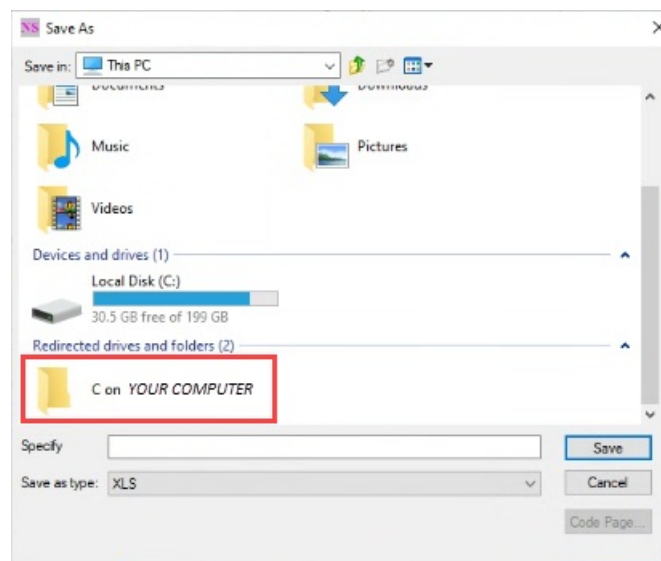 NS Save As
Save in: This PC
Documents Downloads
Music Pictures
Videos
Devices and drives (1)
Local Disk (C:)
30.5 GB free of 199 GB
Redirected drives and folders (2)
C on YOUR COMPUTER
Specify Save
Save as type: XLS Cancel
Code Page...